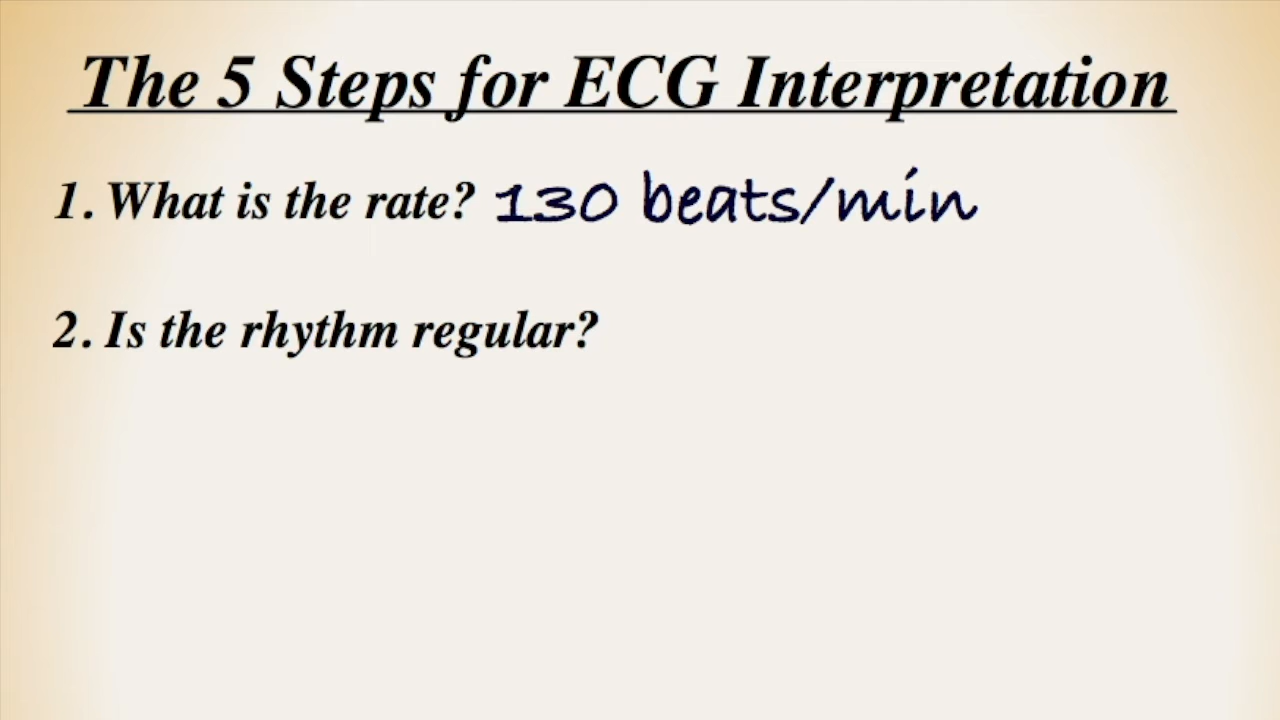 The 5 Steps for ECG Interpretation
1. What is the rate? 130 beats/min
2. Is the rhythm regular?